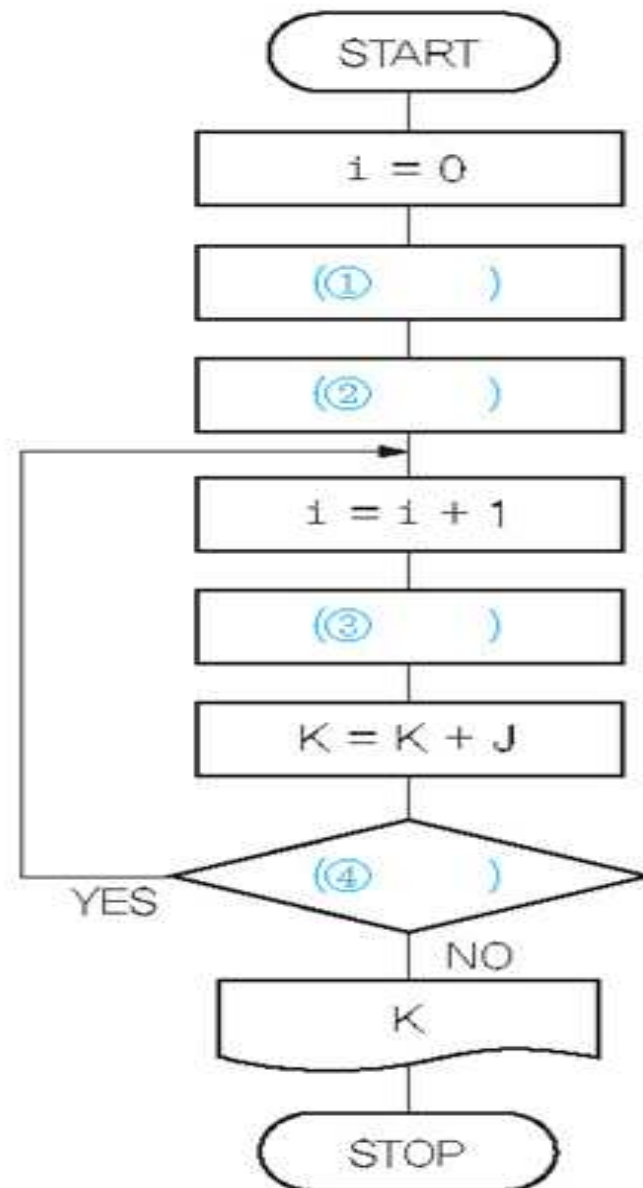 START
i = 0
(① )
(② )
i = i + 1
(③ )
K = K + J
(④ )
YES
NO
K
STOP